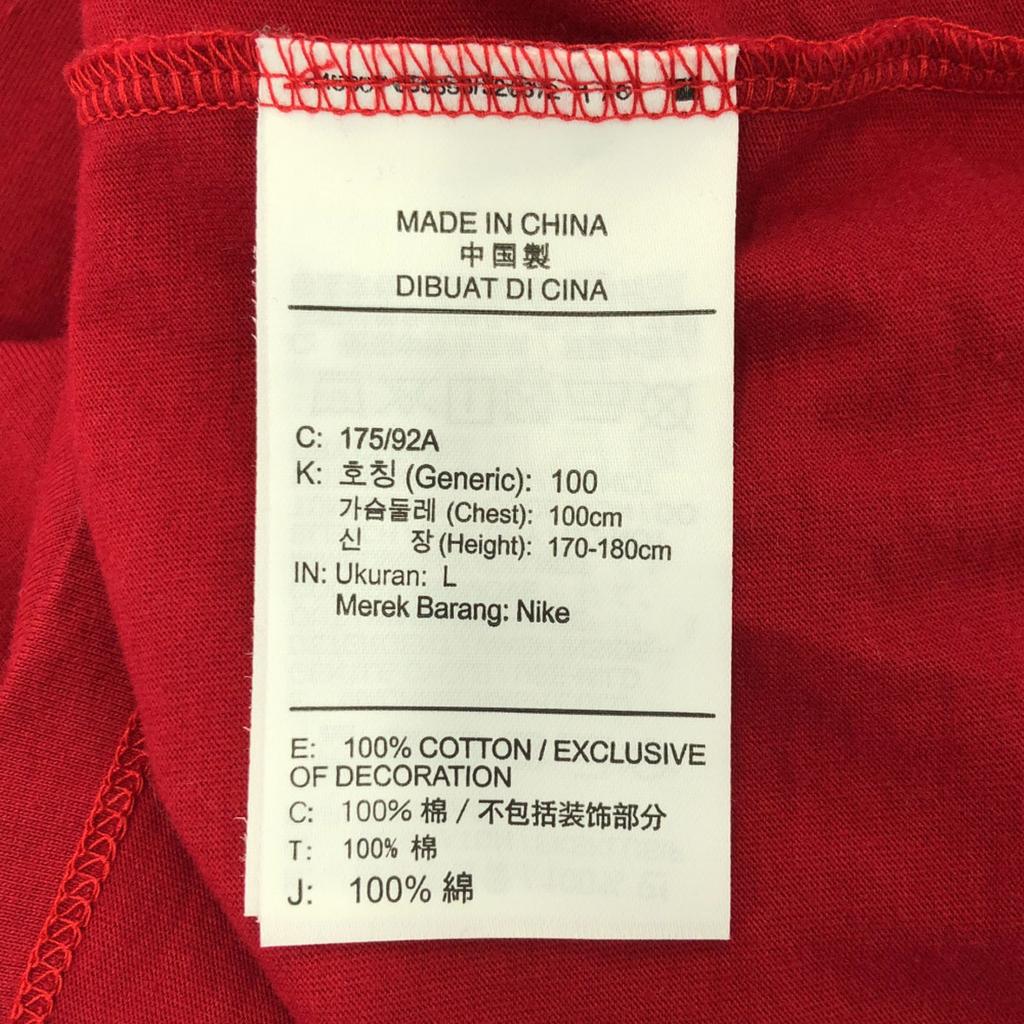 MADE IN CHINA
中国製
DIBUAT DI CINA
C: 175/92A
K: 호칭 (Generic): 100
가슴둘레 (Chest): 100cm
신 장 (Height): 170-180cm
IN: Ukuran: L
Merek Barang: Nike
E: 100% COTTON / EXCLUSIVE
OF DECORATION
C: 100% 棉 / 不包括装饰部分
T: 100% 棉
J: 100% 綿